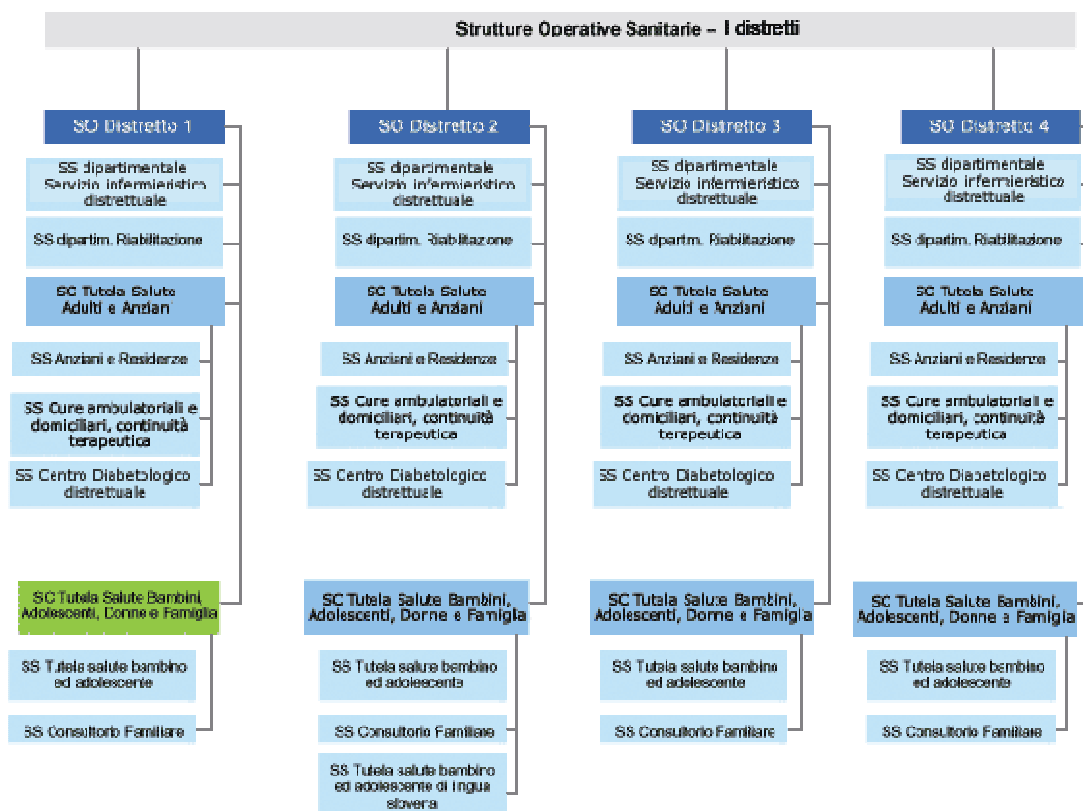 Strutture Operative Sanitarie – I distretti
SO Distretto 1
SS dipartimentale
Servizio infermieristico
distrettuale
SS dipartim. Riabilitazione
SC Tutela Salute
Adulti e Anziani
SS Anziani e Residenze
SS Cure ambulatoriali e
domiciliari, continuità
terapeutica
SS Centro Diabetologico
distrettuale
SC Tutela Salute Bambini,
Adolescenti, Donne e Famiglia
SS Tutela salute bambino
ed adolescente
SS Consultorio Familiare
SO Distretto 2
SS dipartimentale
Servizio infermieristico
distrettuale
SS dipartim. Riabilitazione
SC Tutela Salute
Adulti e Anziani
SS Anziani e Residenze
SS Cure ambulatoriali e
domiciliari, continuità
terapeutica
SS Centro Diabetologico
distrettuale
SC Tutela Salute Bambini,
Adolescenti, Donne e Famiglia
SS Tutela salute bambino
ed adolescente
SS Consultorio Familiare
SS Tutela salute bambino
ed adolescente di lingua
slovena
SO Distretto 3
SS dipartimentale
Servizio infermieristico
distrettuale
SS dipartim. Riabilitazione
SC Tutela Salute
Adulti e Anziani
SS Anziani e Residenze
SS Cure ambulatoriali e
domiciliari, continuità
terapeutica
SS Centro Diabetologico
distrettuale
SC Tutela Salute Bambini,
Adolescenti, Donne e Famiglia
SS Tutela salute bambino
ed adolescente
SS Consultorio Familiare
SO Distretto 4
SS dipartimentale
Servizio infermieristico
distrettuale
SS dipartim. Riabilitazione
SC Tutela Salute
Adulti e Anziani
SS Anziani e Residenze
SS Cure ambulatoriali e
domiciliari, continuità
terapeutica
SS Centro Diabetologico
distrettuale
SC Tutela Salute Bambini,
Adolescenti, Donne e Famiglia
SS Tutela salute bambino
ed adolescente
SS Consultorio Familiare